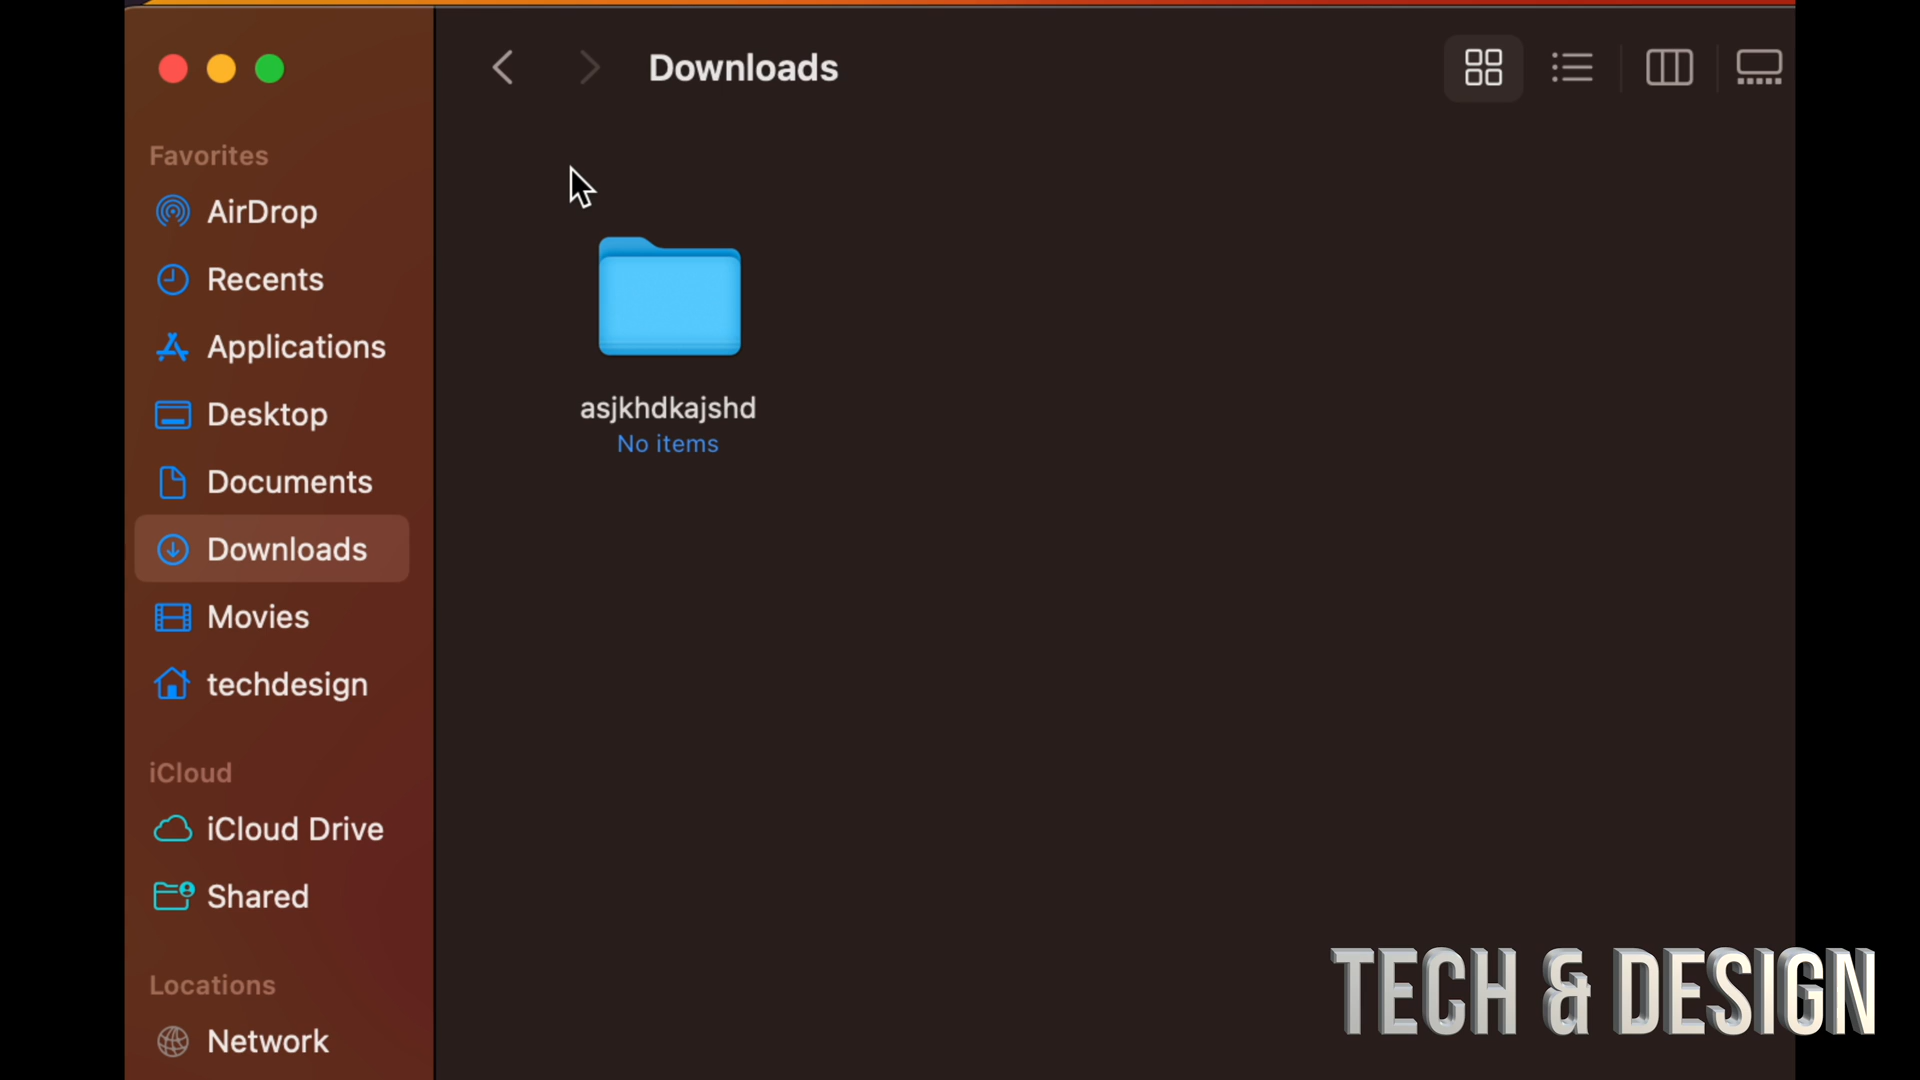 Downloads
Favorites
AirDrop
Recents
Applications
Desktop
Documents
Downloads
Movies
techdesign
iCloud
iCloud Drive
Shared
Locations
Network
asjkhdkajshd
No items
TECH & DESIGN